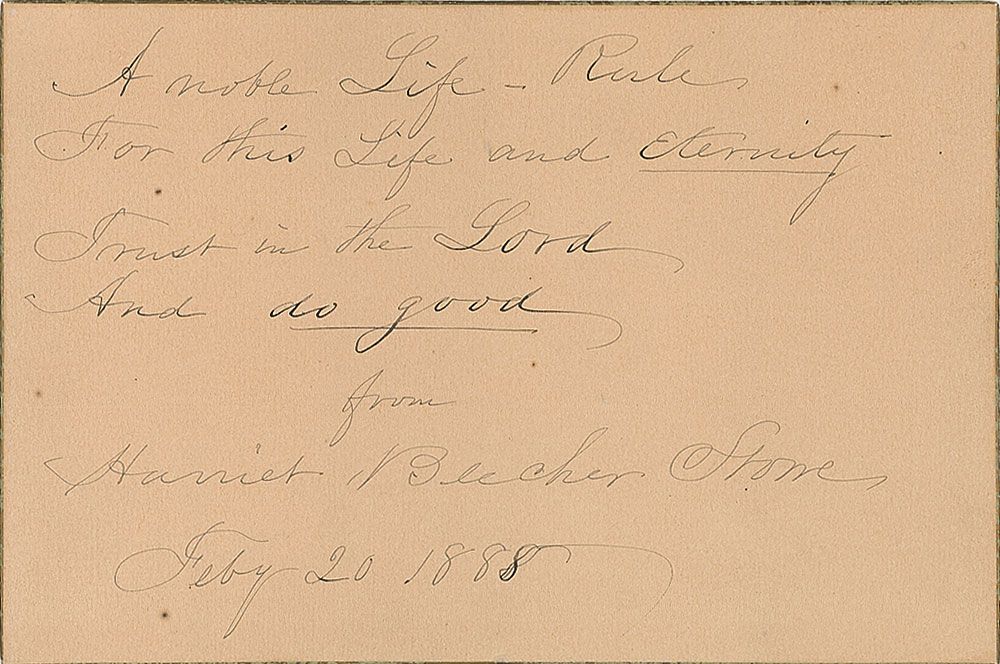 A noble Life - Rule
For this Life and Eternity
Trust in the Lord
And do good
from
Harriet Beecher Stowe
Feby 20 1888